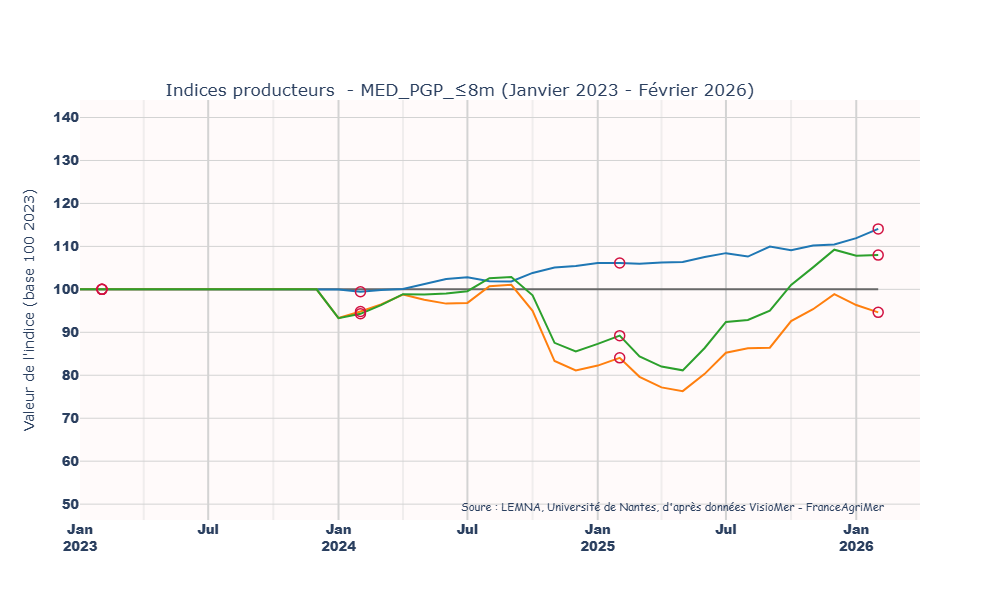 Indices producteurs - MED_PGP_≤8m (Janvier 2023 - Février 2026)
Valeur de l'indice (base 100 2023)
140
130
120
110
100
90
80
70
60
50
Soure : LEMNA, Université de Nantes, d'après données VisioMer - FranceAgriMer
Jan Jul Jan Jul Jan Jul Jan
2023 2024 2025 2026